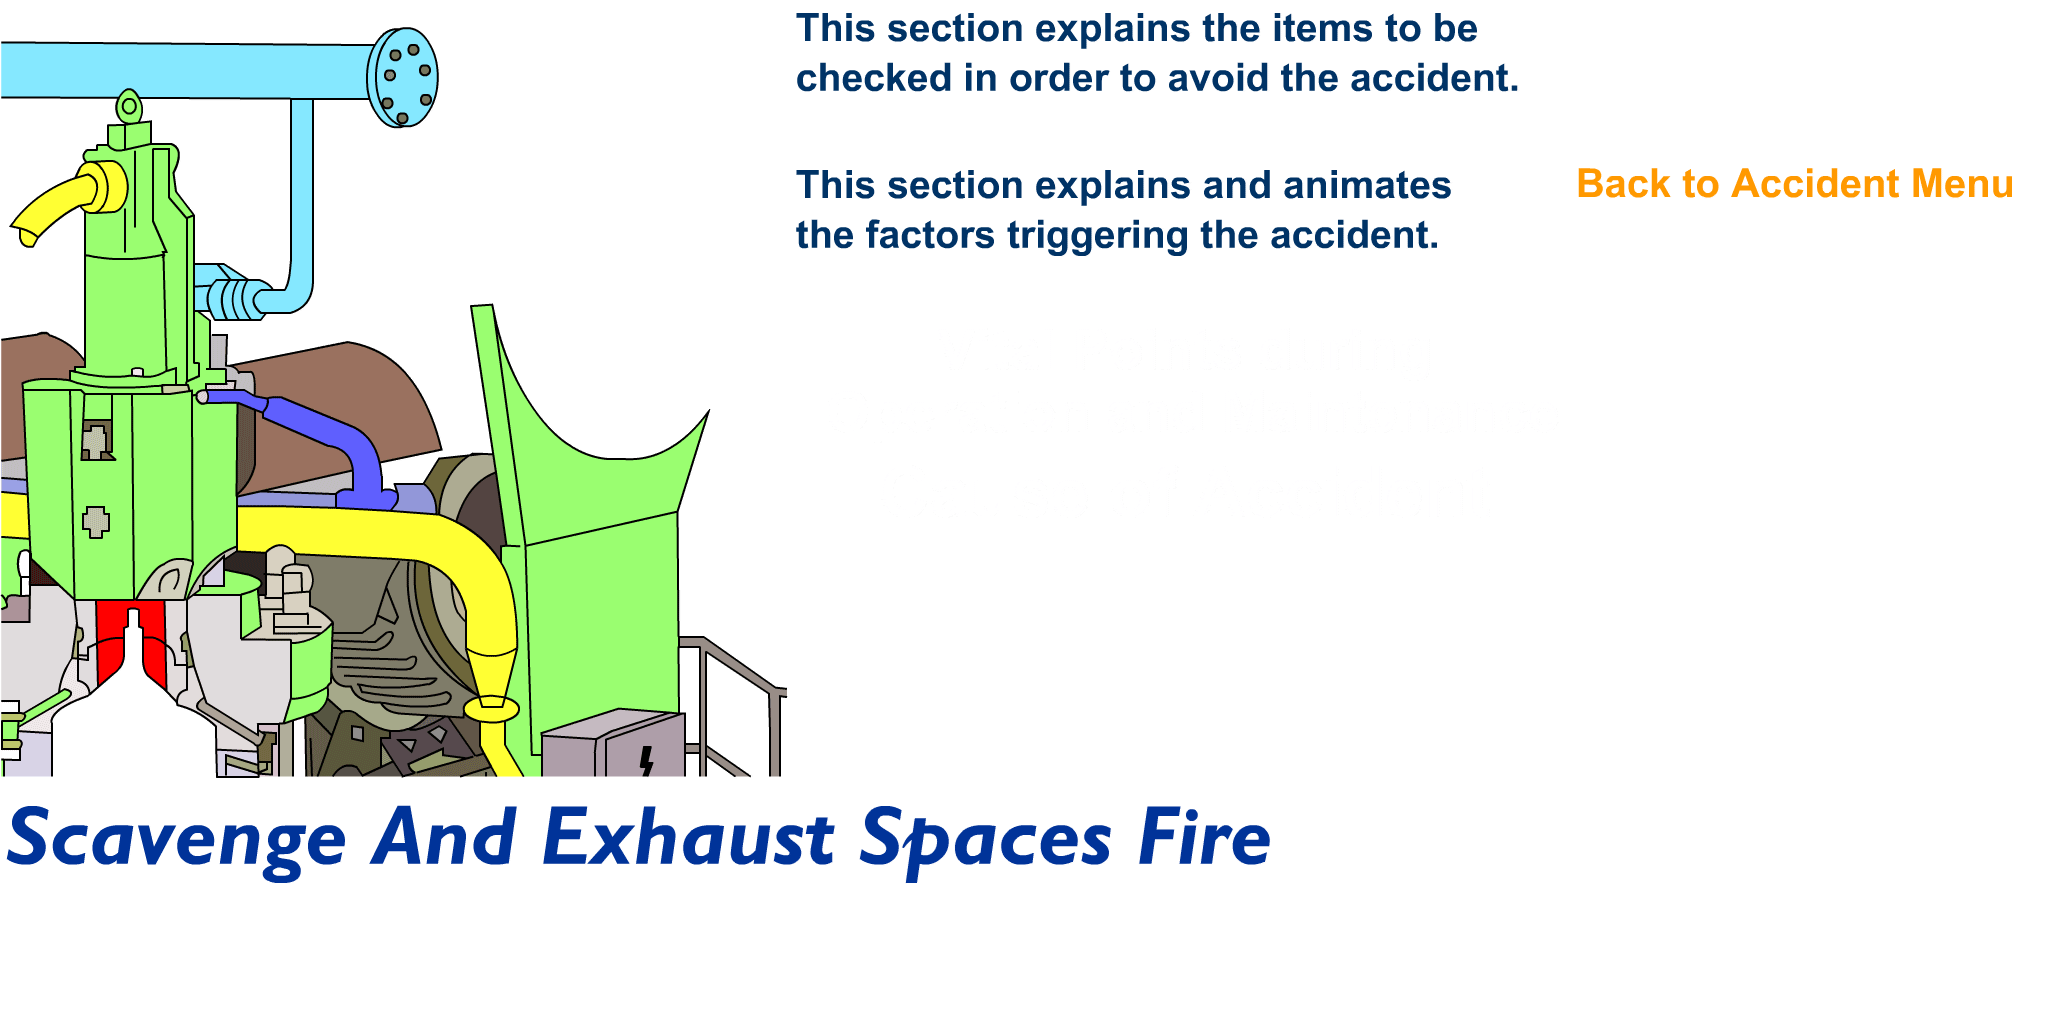 This section explains the items to be
checked in order to avoid the accident.
This section explains and animates
the factors triggering the accident.
Back to Accident Menu
Scavenge And Exhaust Spaces Fire